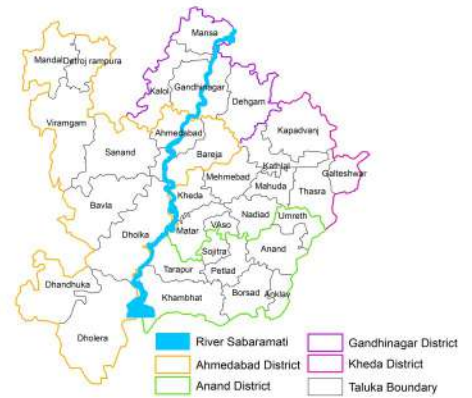 Mansa
Mandal
Detroj rampura
Kalol
Gandhinagar
Dehgam
Viramgam
Ahmedabad
Kapadvanj
Sanand
Bareja
Kathlal
Galteshwar
Mehmebad
Mahuda
Thasra
Bavla
Kheda
Nadiad
Umreth
Dholka
Matar
VAso
Sojitra
Anand
Dhandhuka
Tarapur
Petlad
Khambhat
Borsad
Anklav
Dholera
River Sabaramati
Gandhinagar District
Ahmedabad District
Kheda District
Anand District
Taluka Boundary